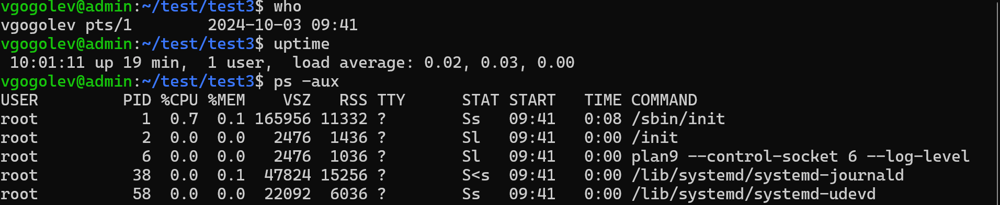 vgogolev@admin:~/test/test3$ who
vgogolev pts/1        2024-10-03 09:41
vgogolev@admin:~/test/test3$ uptime
 10:01:11 up 19 min,  1 user,  load average: 0.02, 0.03, 0.00
vgogolev@admin:~/test/test3$ ps -aux
USER         PID %CPU %MEM    VSZ   RSS TTY      STAT START   TIME COMMAND
root           1  0.7  0.1 165956 11332 ?        Ss   09:41   0:08 /sbin/init
root           2  0.0  0.0   2476  1436 ?        Sl   09:41   0:00 /init
root           6  0.0  0.0   2476  1036 ?        Sl   09:41   0:00 plan9 --control-socket 6 --log-level
root          38  0.0  0.1  47824 15256 ?        S<s  09:41   0:00 /lib/systemd/systemd-journald
root          58  0.0  0.0  22092  6036 ?        Ss   09:41   0:00 /lib/systemd/systemd-udevd